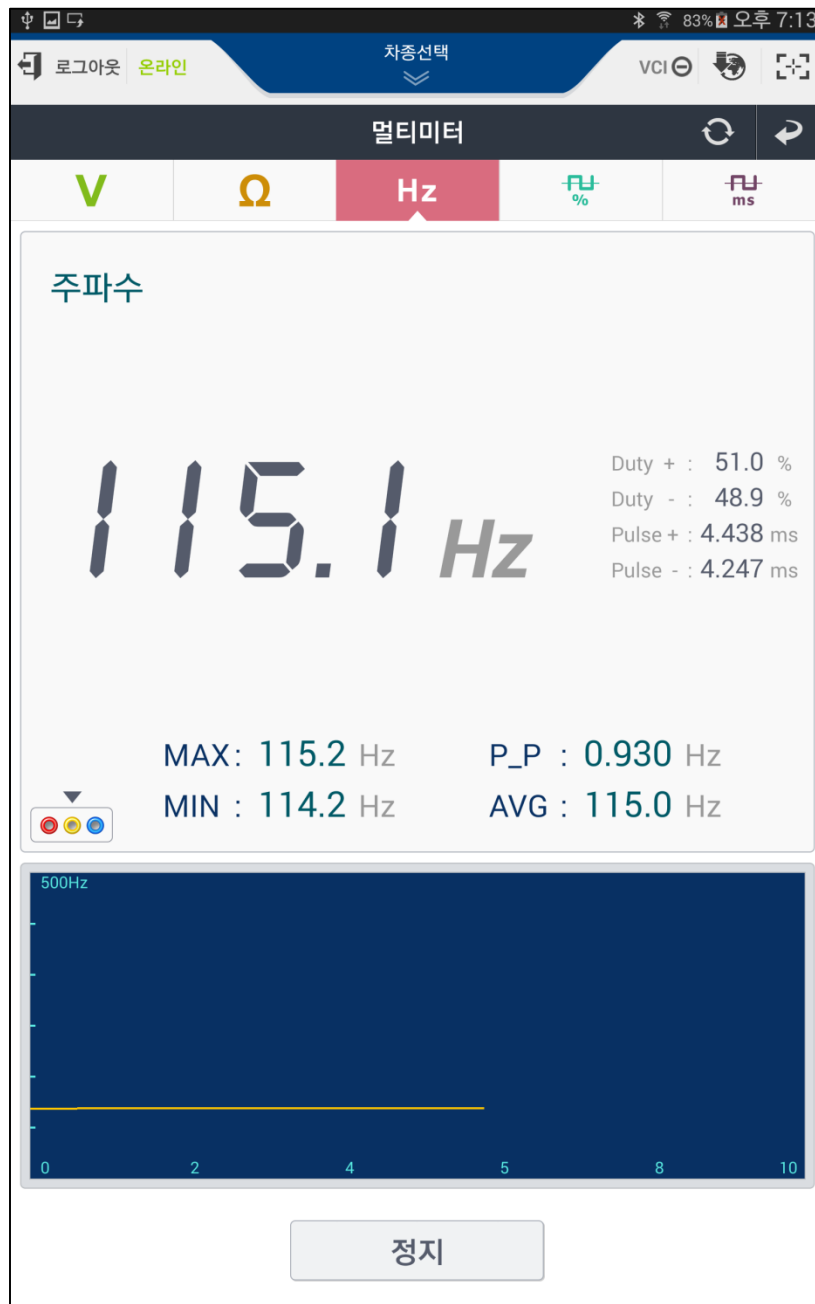 83% 오후 7:13
로그아웃 온라인 차종선택 VCI
멀티미터
V Ω Hz % ms
주파수
115.1 Hz
Duty + : 51.0 %
Duty - : 48.9 %
Pulse + : 4.438 ms
Pulse - : 4.247 ms
MAX : 115.2 Hz P_P : 0.930 Hz
MIN : 114.2 Hz AVG : 115.0 Hz
500Hz
0 2 4 5 8 10
정지